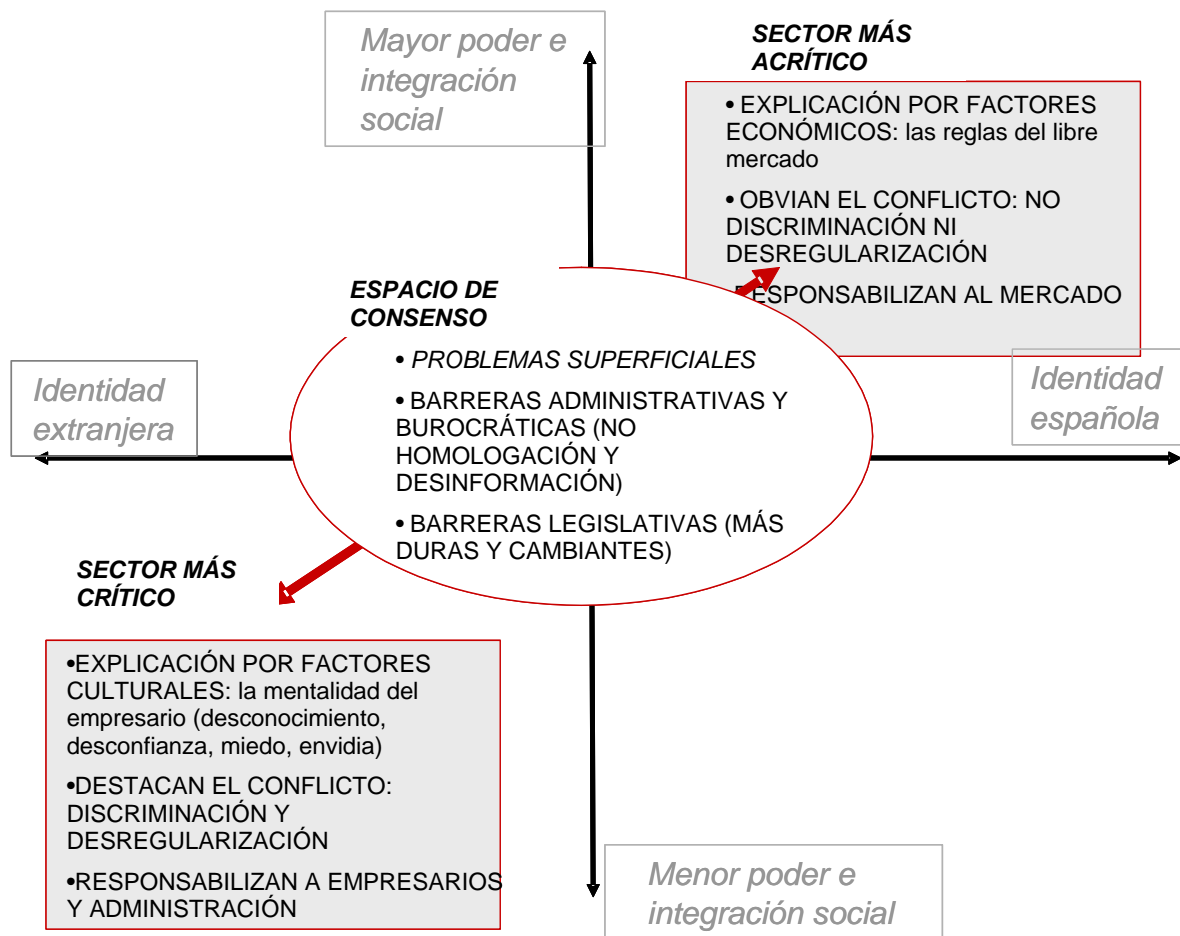 Mayor poder e
integración
social
SECTOR MÁS
ACRÍTICO
• EXPLICACIÓN POR FACTORES
ECONÓMICOS: las reglas del libre
mercado
• OBVIAN EL CONFLICTO: NO
DISCRIMINACIÓN NI
DESREGULARIZACIÓN
RESPONSABILIZAN AL MERCADO
ESPACIO DE
CONSENSO
• PROBLEMAS SUPERFICIALES
• BARRERAS ADMINISTRATIVAS Y
BUROCRÁTICAS (NO
HOMOLOGACIÓN Y
DESINFORMACIÓN)
• BARRERAS LEGISLATIVAS (MÁS
DURAS Y CAMBIANTES)
Identidad
extranjera
Identidad
española
SECTOR MÁS
CRÍTICO
•EXPLICACIÓN POR FACTORES
CULTURALES: la mentalidad del
empresario (desconocimiento,
desconfianza, miedo, envidia)
•DESTACAN EL CONFLICTO:
DISCRIMINACIÓN Y
DESREGULARIZACIÓN
•RESPONSABILIZAN A EMPRESARIOS
Y ADMINISTRACIÓN
Menor poder e
integración social